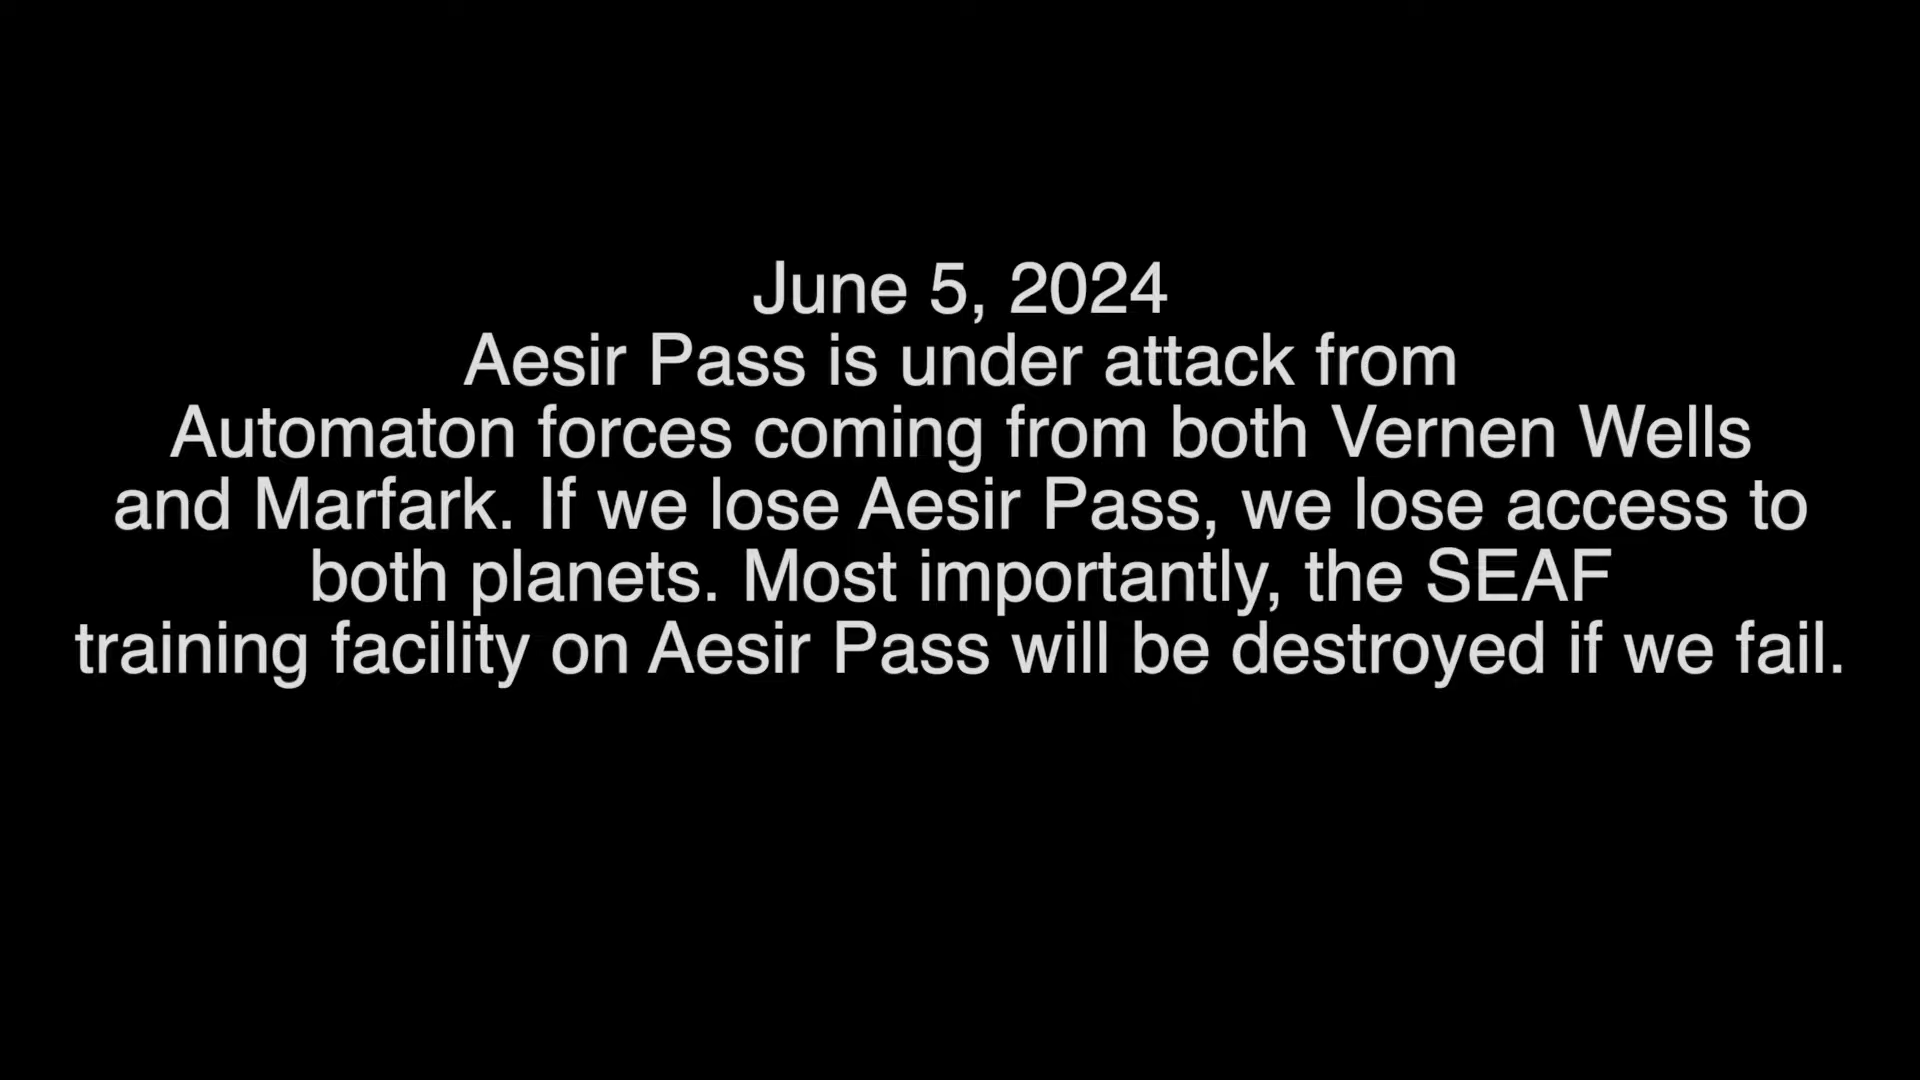 June 5, 2024
Aesir Pass is under attack from
Automaton forces coming from both Vernen Wells
and Marfark. If we lose Aesir Pass, we lose access to
both planets. Most importantly, the SEAF
training facility on Aesir Pass will be destroyed if we fail.